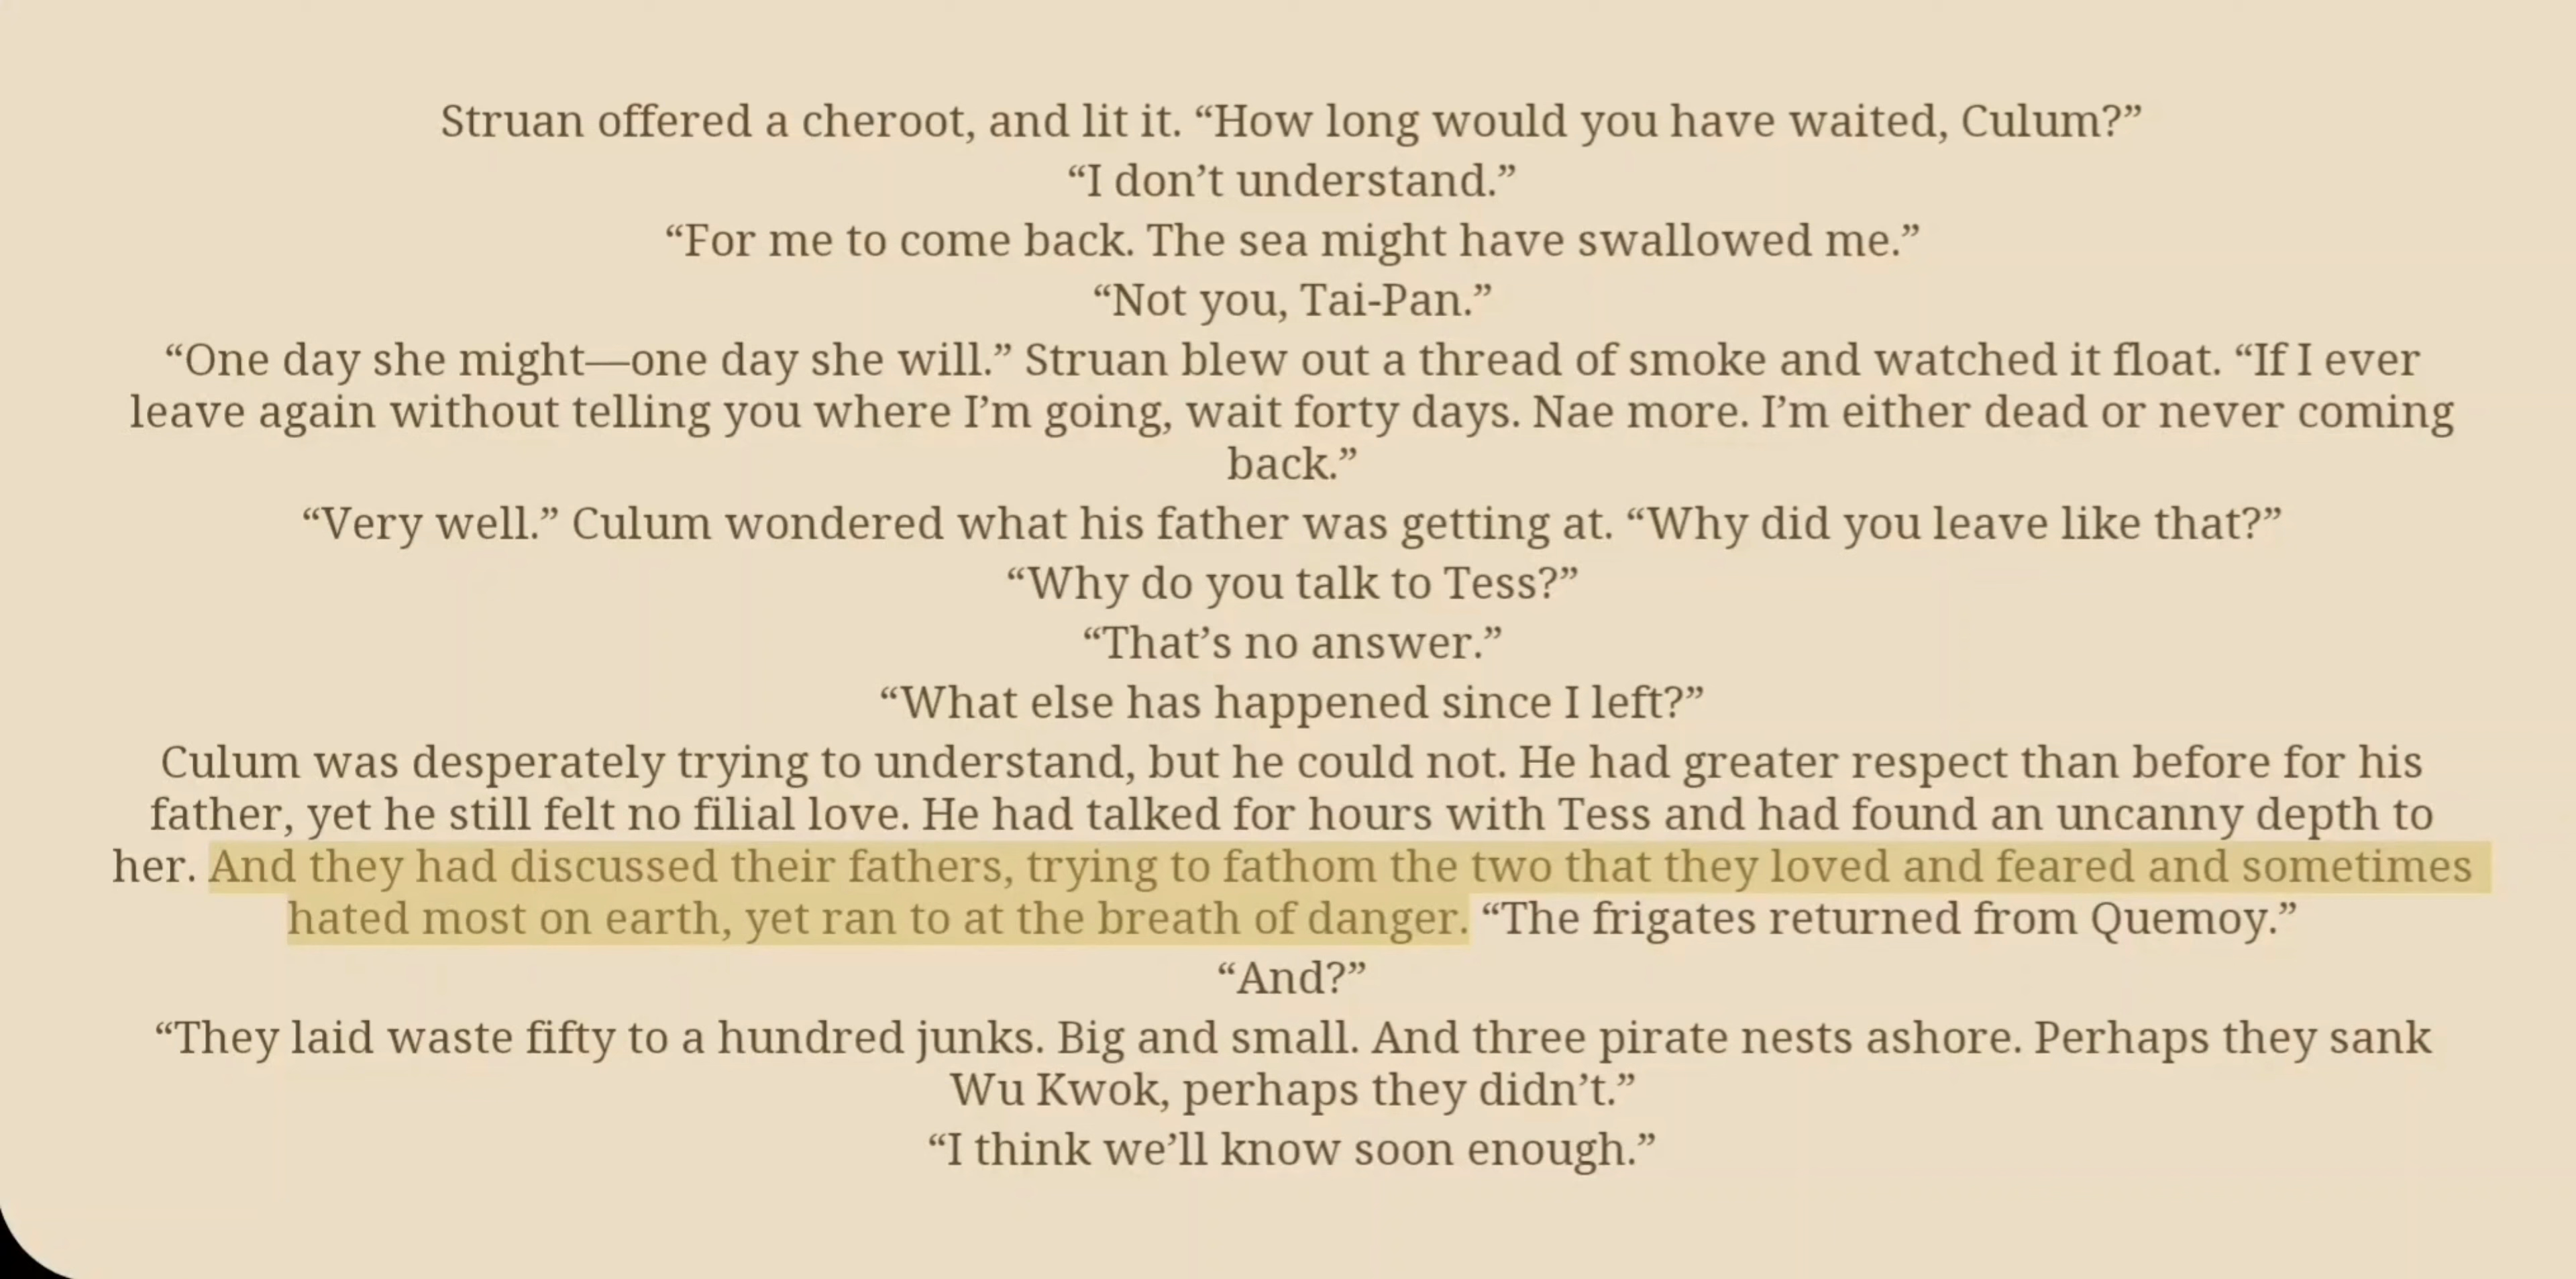 Struan offered a cheroot, and lit it. “How long would you have waited, Culum?”
“I don’t understand.”
“For me to come back. The sea might have swallowed me.”
“Not you, Tai-Pan.”
“One day she might—one day she will.” Struan blew out a thread of smoke and watched it float. “If I ever
leave again without telling you where I’m going, wait forty days. Nae more. I’m either dead or never coming
back.”
“Very well.” Culum wondered what his father was getting at. “Why did you leave like that?”
“Why do you talk to Tess?”
“That’s no answer.”
“What else has happened since I left?”
Culum was desperately trying to understand, but he could not. He had greater respect than before for his
father, yet he still felt no filial love. He had talked for hours with Tess and had found an uncanny depth to
her. And they had discussed their fathers, trying to fathom the two that they loved and feared and sometimes
hated most on earth, yet ran to at the breath of danger. “The frigates returned from Quemoy.”
“And?”
“They laid waste fifty to a hundred junks. Big and small. And three pirate nests ashore. Perhaps they sank
Wu Kwok, perhaps they didn’t.”
“I think we’ll know soon enough.”